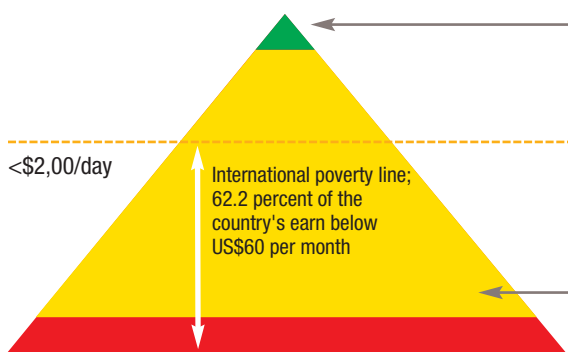 <$2,00/day
International poverty line;
62.2 percent of the
country's earn below
US$60 per month